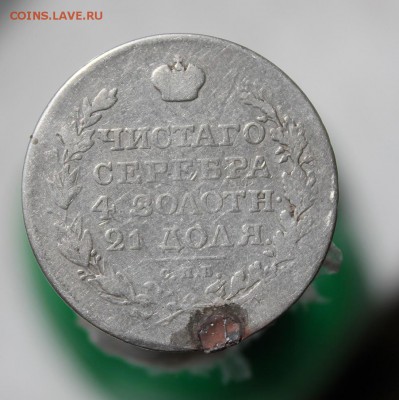 COINS.LAVE.RU
ЧИСТАГО
СЕРЕБРА
4 ЗОЛОТН.
21 ДОЛЯ.
С.П.Б.